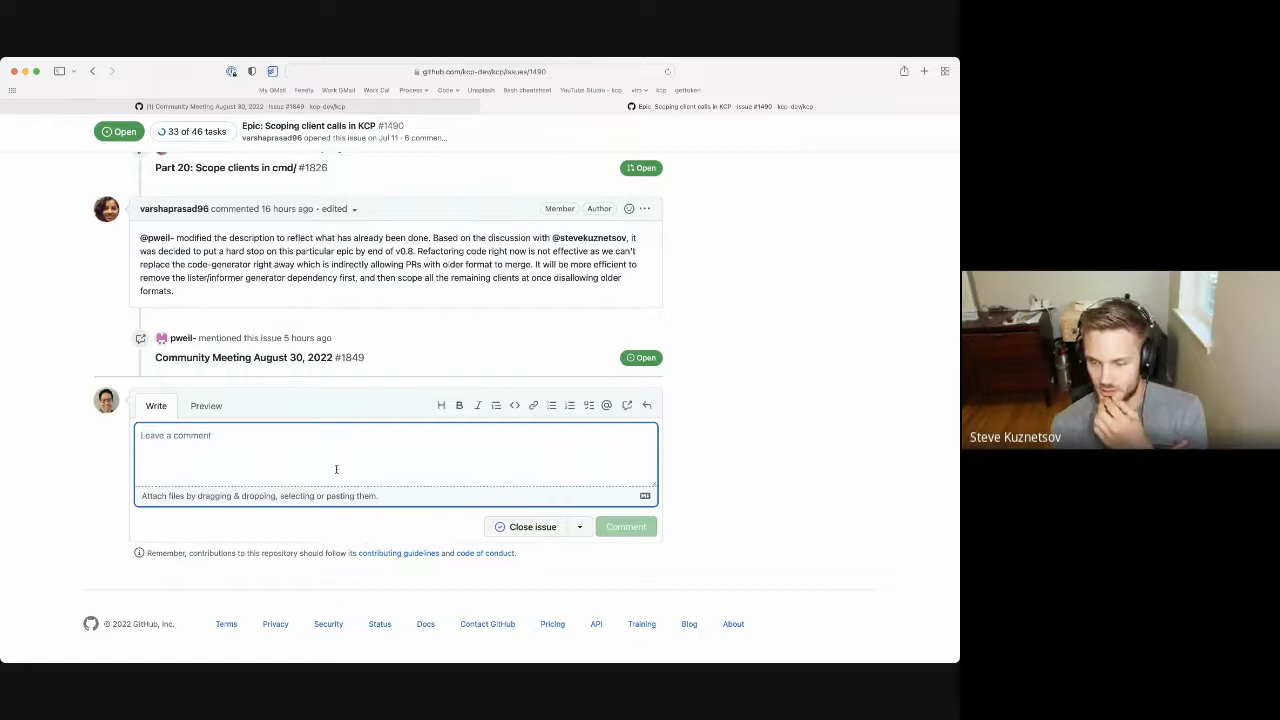 github.com/kcp-dev/kcp/issues/1490
My GMail Feedly Work GMail Work Cal Process Code Unsplash Bash cheatsheet YouTube Studio - kcp vim kcp gettoken
(1) Community Meeting August 30, 2022 · Issue #1849 · kcp-dev/kcp
Epic: Scoping client calls in KCP · Issue #1490 · kcp-dev/kcp
Open
33 of 46 tasks
Epic: Scoping client calls in KCP #1490
varshaprasad96 opened this issue on Jul 11 · 6 commen...
Part 20: Scope clients in cmd/ #1826
Open
varshaprasad96 commented 16 hours ago • edited
Member Author
@pweil- modified the description to reflect what has already been done. Based on the discussion with @stevekuznetsov, it
was decided to put a hard stop on this particular epic by end of v0.8. Refactoring code right now is not effective as we can't
replace the code-generator right away which is indirectly allowing PRs with older format to merge. It will be more efficient to
remove the lister/informer generator dependency first, and then scope all the remaining clients at once disallowing older
formats.
pweil- mentioned this issue 5 hours ago
Community Meeting August 30, 2022 #1849
Open
Write Preview
Leave a comment
Attach files by dragging & dropping, selecting or pasting them.
Close issue
Comment
Remember, contributions to this repository should follow its contributing guidelines and code of conduct.
© 2022 GitHub, Inc. Terms Privacy Security Status Docs Contact GitHub Pricing API Training Blog About
Steve Kuznetsov